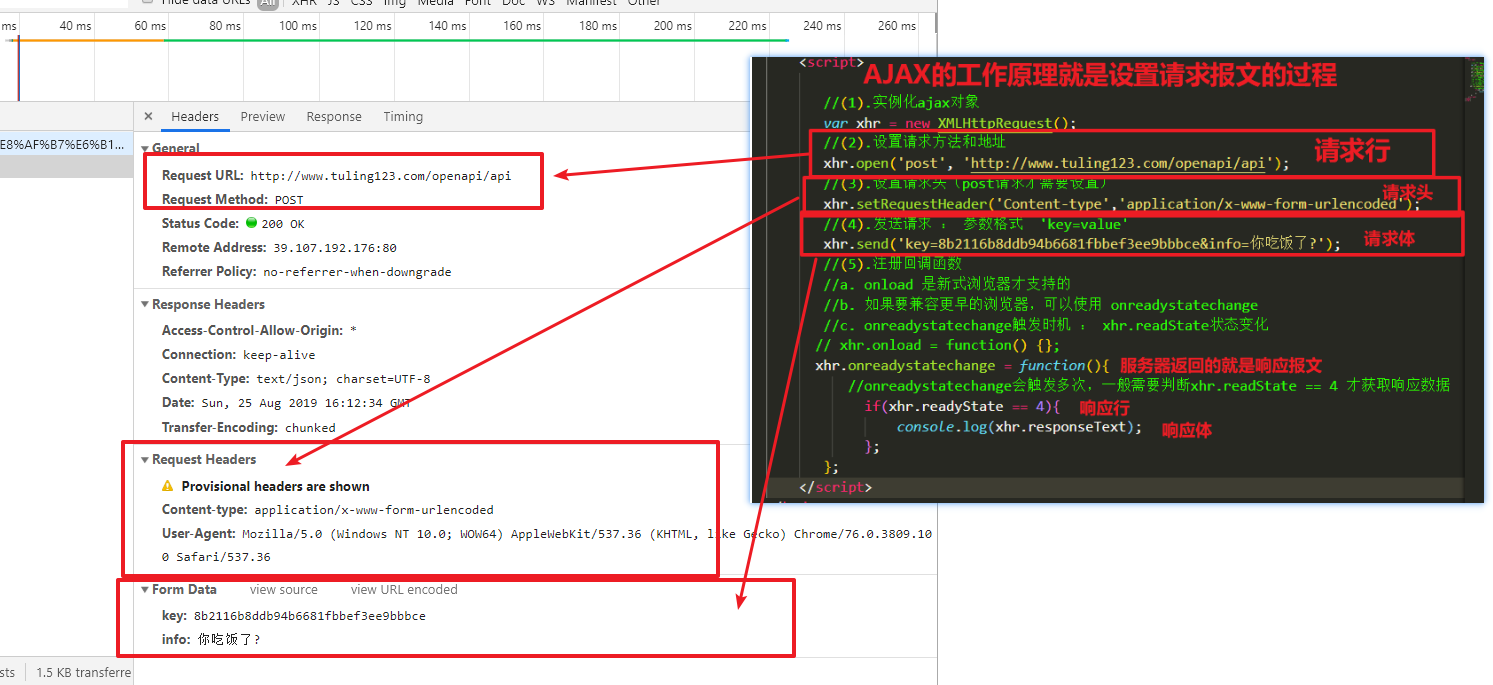 Hide data URLs All XHR JS CSS Img Media Font Doc WS Manifest Other
ms 40 ms 60 ms 80 ms 100 ms 120 ms 140 ms 160 ms 180 ms 200 ms 220 ms 240 ms 260 ms
× Headers Preview Response Timing
E8%AF%B7%E6%B1...
General
Request URL: http://www.tuling123.com/openapi/api
Request Method: POST
Status Code: 200 OK
Remote Address: 39.107.192.176:80
Referrer Policy: no-referrer-when-downgrade
Response Headers
Access-Control-Allow-Origin: *
Connection: keep-alive
Content-Type: text/json; charset=UTF-8
Date: Sun, 25 Aug 2019 16:12:34 GMT
Transfer-Encoding: chunked
Request Headers
Provisional headers are shown
Content-type: application/x-www-form-urlencoded
User-Agent: Mozilla/5.0 (Windows NT 10.0; WOW64) AppleWebKit/537.36 (KHTML, like Gecko) Chrome/76.0.3809.10
0 Safari/537.36
Form Data view source view URL encoded
key: 8b2116b8ddb94b6681fbbef3ee9bbbce
info: 你吃饭了?
sts 1.5 KB transferre
<script>
AJAX的工作原理就是设置请求报文的过程
//(1).实例化ajax对象
var xhr = new XMLHttpRequest();
//(2).设置请求方法和地址
xhr.open('post', 'http://www.tuling123.com/openapi/api'); 请求行
//(3).设置请求头（post请求才需要设置）
请求头
xhr.setRequestHeader('Content-type','application/x-www-form-urlencoded');
//(4).发送请求 ： 参数格式 'key=value'
xhr.send('key=8b2116b8ddb94b6681fbbef3ee9bbbce&info=你吃饭了?'); 请求体
//(5).注册回调函数
//a. onload 是新式浏览器才支持的
//b. 如果要兼容更早的浏览器，可以使用 onreadystatechange
//c. onreadystatechange触发时机 ： xhr.readState状态变化
// xhr.onload = function() {};
xhr.onreadystatechange = function(){ 服务器返回的就是响应报文
//onreadystatechange会触发多次，一般需要判断xhr.readState == 4 才获取响应数据
if(xhr.readyState == 4){ 响应行
console.log(xhr.responseText); 响应体
};
};
</script>